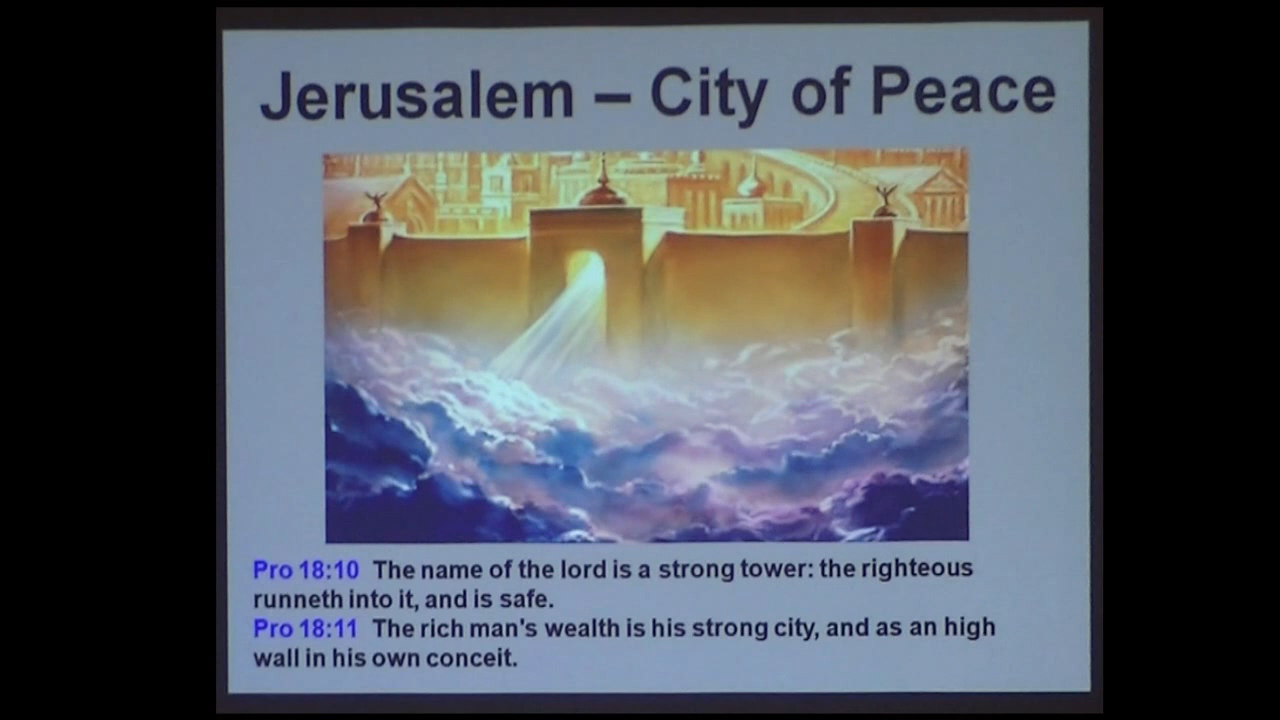 Jerusalem – City of Peace
Pro 18:10 The name of the lord is a strong tower: the righteous
runneth into it, and is safe.
Pro 18:11 The rich man's wealth is his strong city, and as an high
wall in his own conceit.